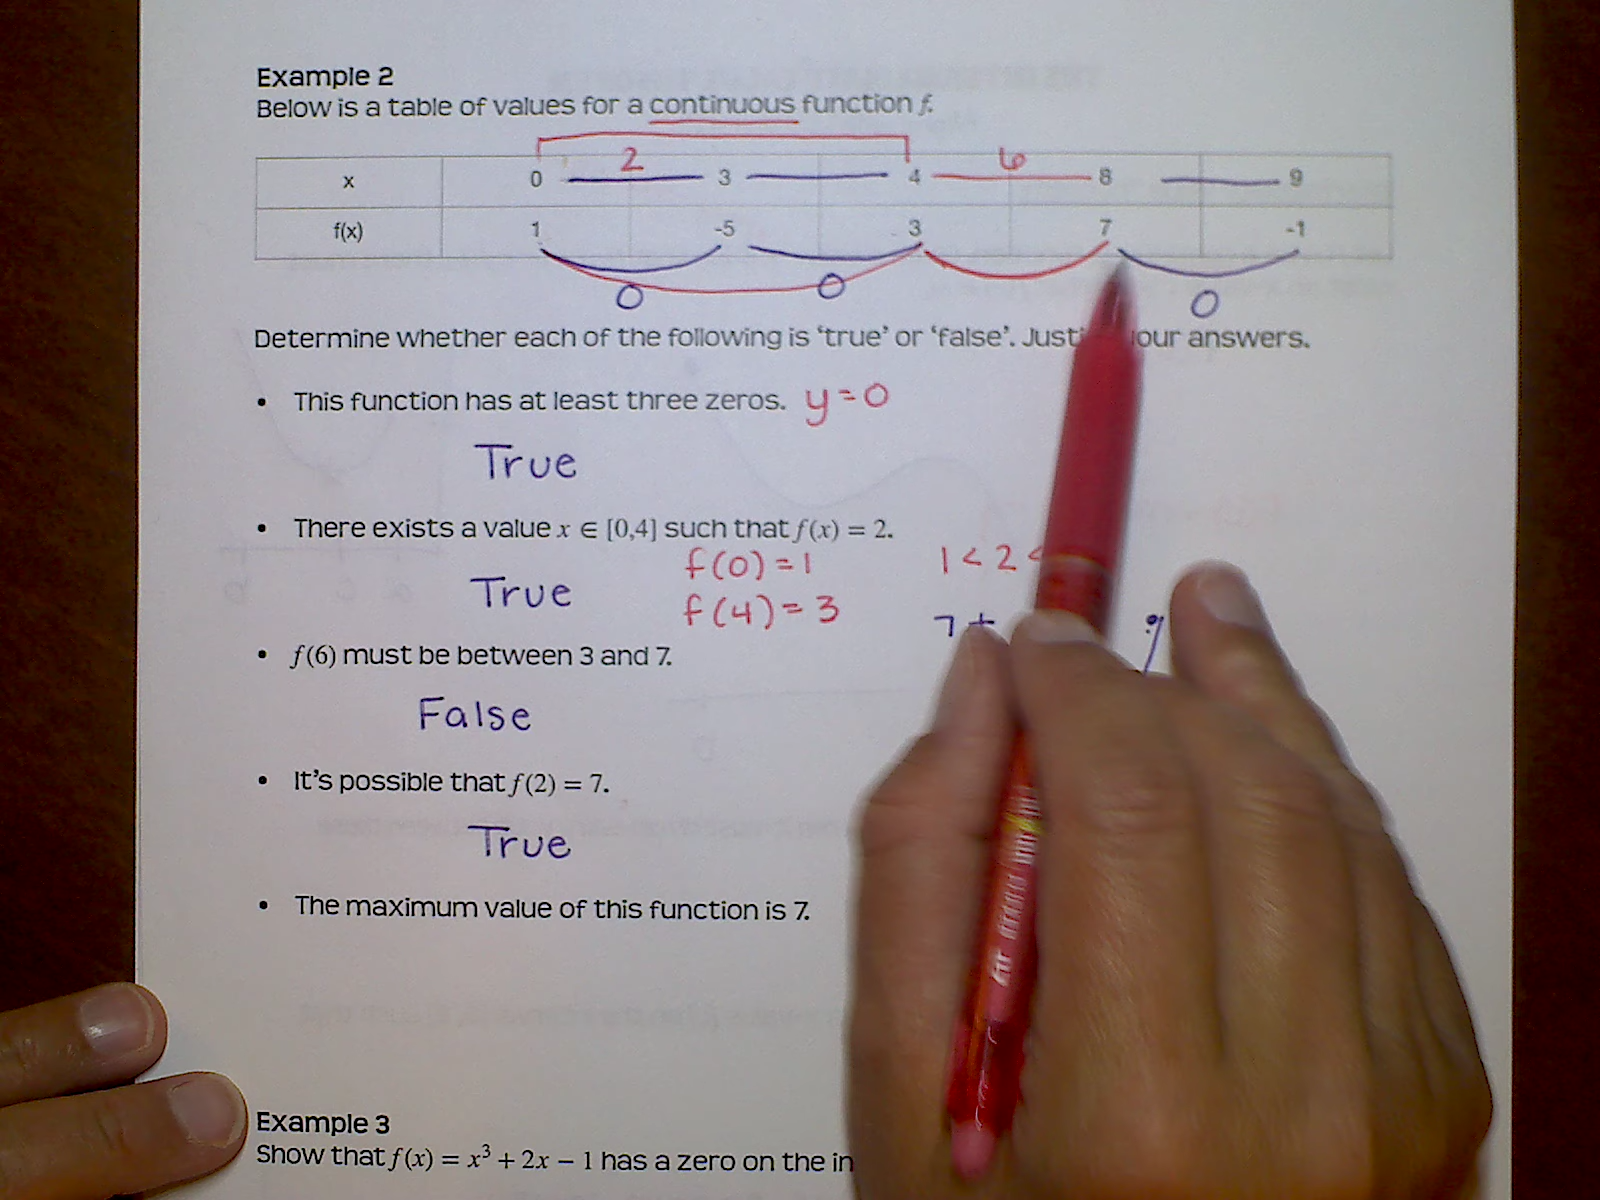 Example 2
Below is a table of values for a continuous function f.
2 6
x 0 3 4 8 9
f(x) 1 -5 3 7 -1
0 0 0
Determine whether each of the following is ‘true’ or ‘false’. our answers.
• This function has at least three zeros. y=0
True
• There exists a value x ∈ [0,4] such that f(x) = 2.
f(0)=1 1<2<
True f(4)=3
• f(6) must be between 3 and 7.
False
• It's possible that f(2) = 7.
True
• The maximum value of this function is 7.
Example 3
Show that f(x) = x³ + 2x − 1 has a zero on the